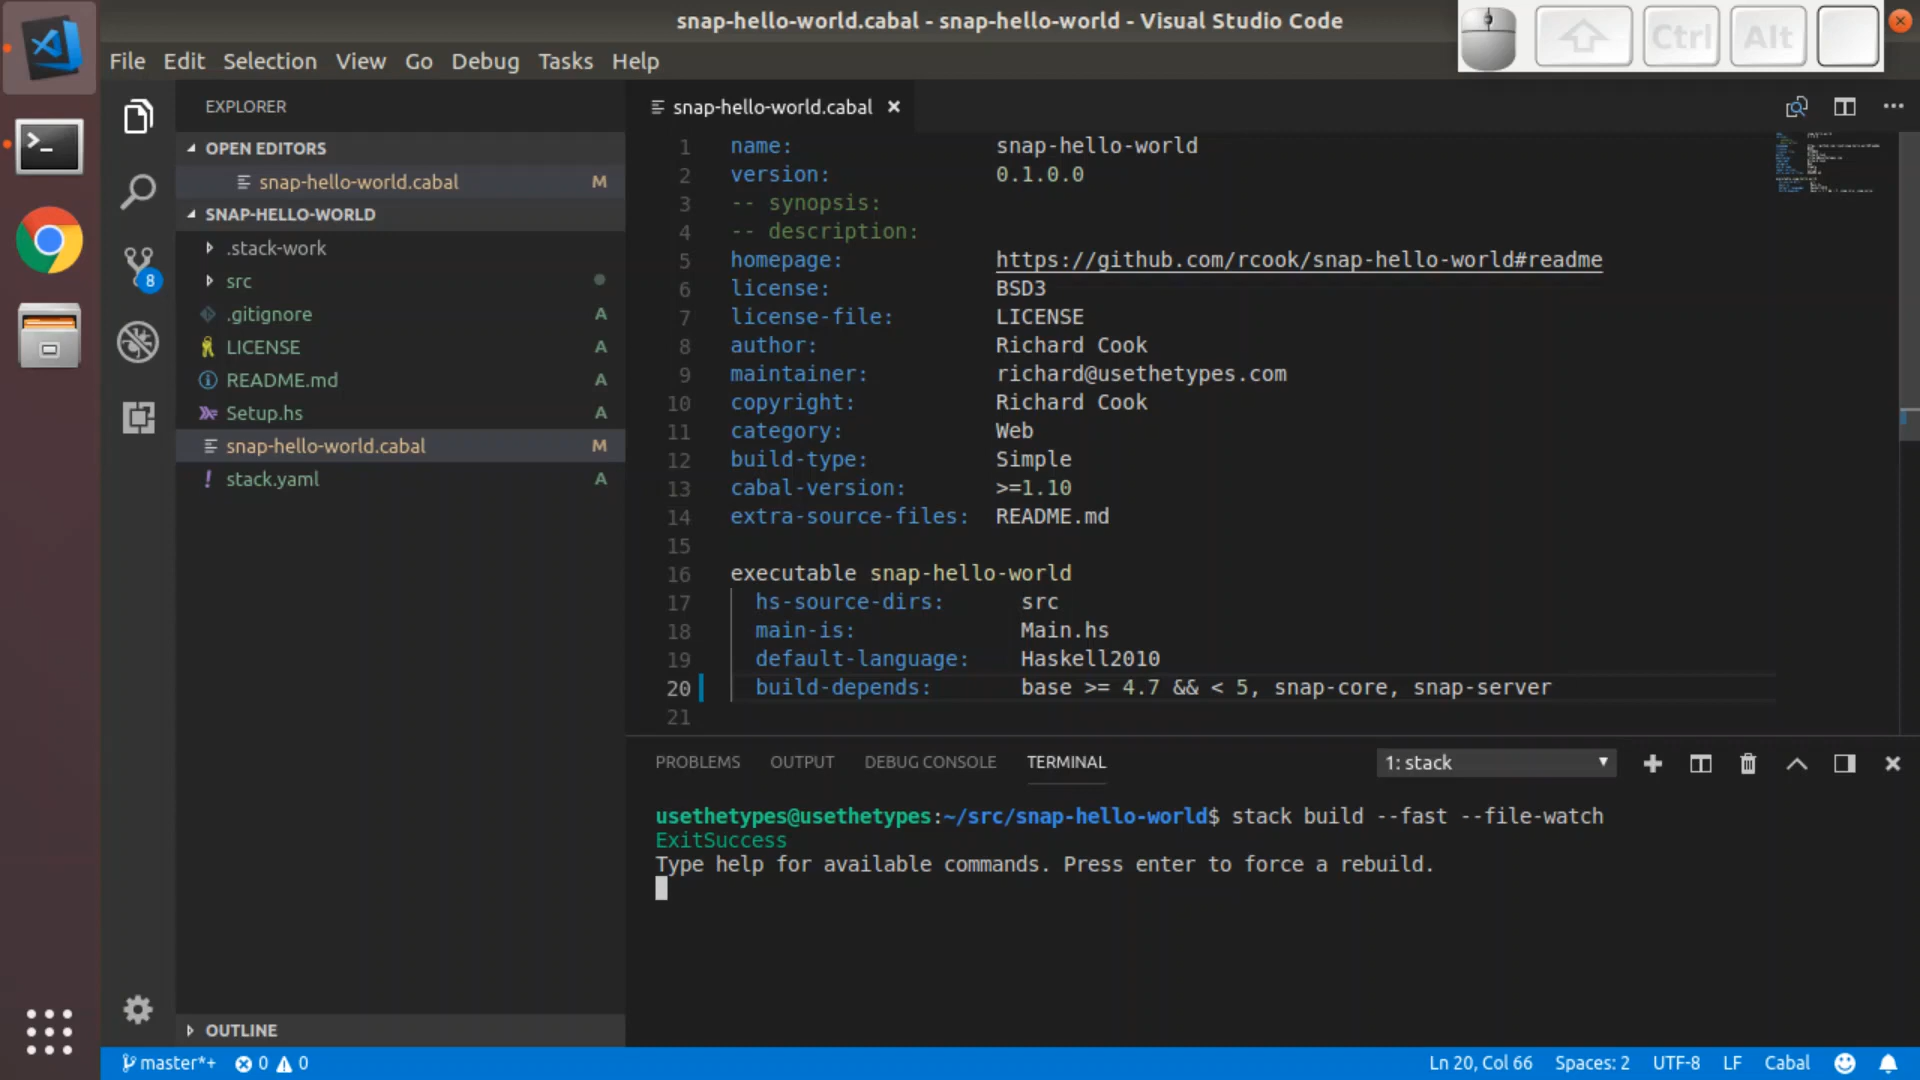 snap-hello-world.cabal - snap-hello-world - Visual Studio Code
Ctrl Alt
File Edit Selection View Go Debug Tasks Help
EXPLORER
OPEN EDITORS
snap-hello-world.cabal M
SNAP-HELLO-WORLD
.stack-work
src
.gitignore A
LICENSE A
README.md A
Setup.hs A
snap-hello-world.cabal M
stack.yaml A
8
OUTLINE
snap-hello-world.cabal
1 name: snap-hello-world
2 version: 0.1.0.0
3 -- synopsis:
4 -- description:
5 homepage: https://github.com/rcook/snap-hello-world#readme
6 license: BSD3
7 license-file: LICENSE
8 author: Richard Cook
9 maintainer: richard@usethetypes.com
10 copyright: Richard Cook
11 category: Web
12 build-type: Simple
13 cabal-version: >=1.10
14 extra-source-files: README.md
15
16 executable snap-hello-world
17 hs-source-dirs: src
18 main-is: Main.hs
19 default-language: Haskell2010
20 build-depends: base >= 4.7 && < 5, snap-core, snap-server
21
PROBLEMS OUTPUT DEBUG CONSOLE TERMINAL 1: stack
usethetypes@usethetypes:~/src/snap-hello-world$ stack build --fast --file-watch
ExitSuccess
Type help for available commands. Press enter to force a rebuild.
master*+ 0 0 Ln 20, Col 66 Spaces: 2 UTF-8 LF Cabal